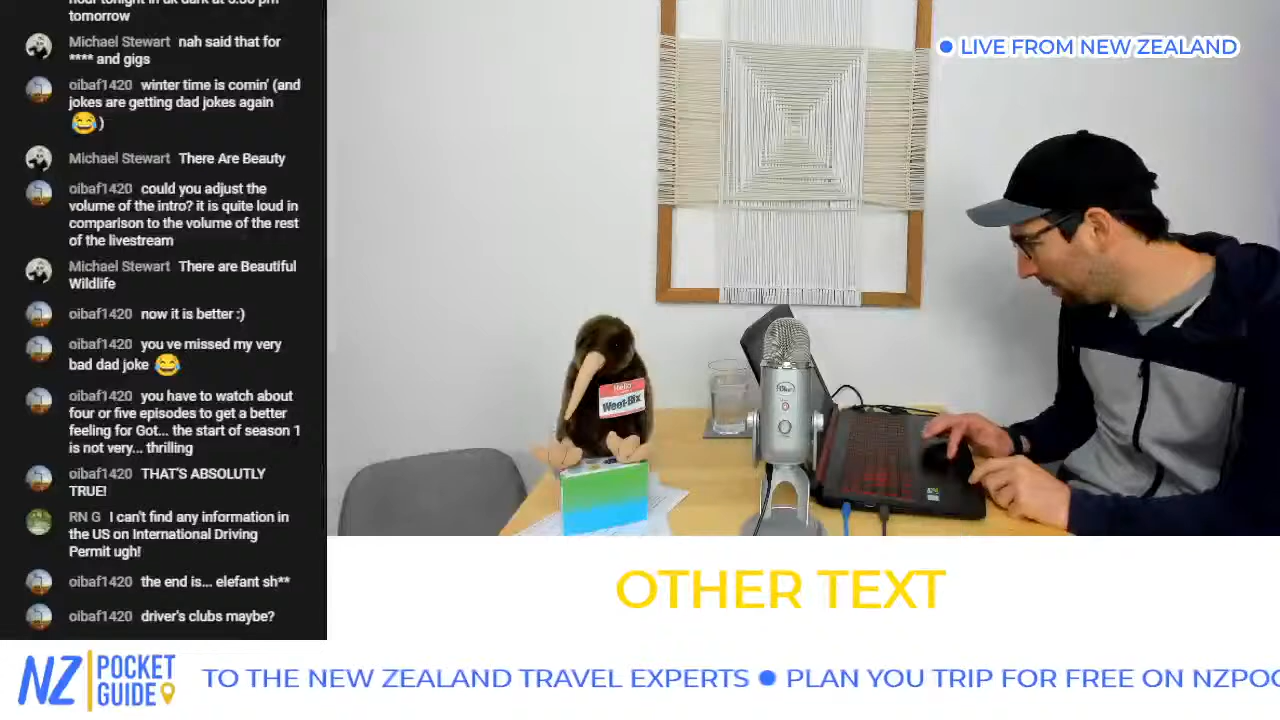 tomorrow
Michael Stewart nah said that for
**** and gigs
oibaf1420 winter time is comin' (and
jokes are getting dad jokes again
😂)
Michael Stewart There Are Beauty
oibaf1420 could you adjust the
volume of the intro? it is quite loud in
comparison to the volume of the rest
of the livestream
Michael Stewart There are Beautiful
Wildlife
oibaf1420 now it is better :)
oibaf1420 you ve missed my very
bad dad joke 😂
oibaf1420 you have to watch about
four or five episodes to get a better
feeling for Got... the start of season 1
is not very... thrilling
oibaf1420 THAT'S ABSOLUTLY
TRUE!
RN G I can't find any information in
the US on International Driving
Permit ugh!
oibaf1420 the end is... elefant sh**
oibaf1420 driver's clubs maybe?
LIVE FROM NEW ZEALAND
Hello
Weet-Bix
blue
OTHER TEXT
NZ POCKET
GUIDE
TO THE NEW ZEALAND TRAVEL EXPERTS ● PLAN YOU TRIP FOR FREE ON NZPOC